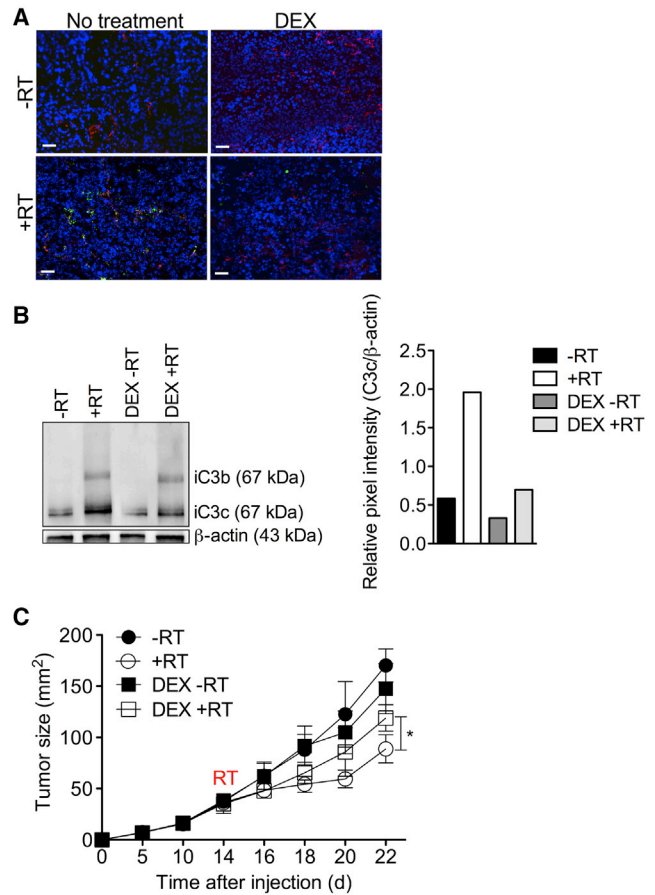 A
No treatment
DEX
-RT
+RT
B
-RT
+RT
DEX -RT
DEX +RT
iC3b (67 kDa)
iC3c (67 kDa)
β-actin (43 kDa)
Relative pixel intensity (C3c/β-actin)
2.5
2.0
1.5
1.0
0.5
0.0
-RT
+RT
DEX -RT
DEX +RT
C
Tumor size (mm²)
200
150
100
50
0
-RT
+RT
DEX -RT
DEX +RT
RT
*
0 5 10 14 16 18 20 22
Time after injection (d)